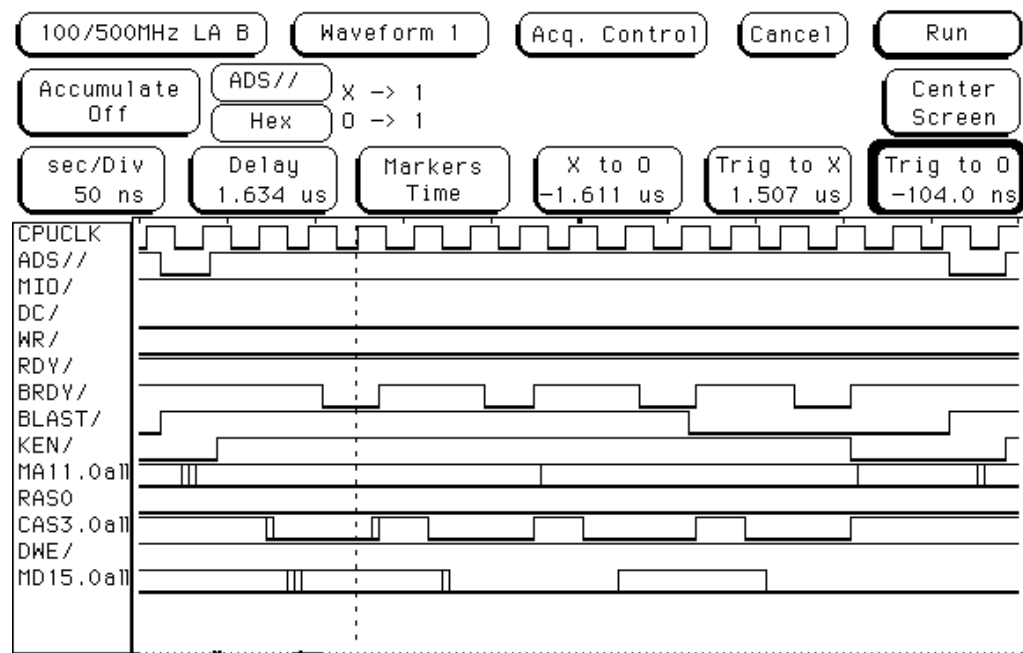 100/500MHz LA B Waveform 1 Acq. Control Cancel Run
Accumulate Off ADS// X -> 1 Center Screen
Hex O -> 1
sec/Div Delay Markers X to O Trig to X Trig to O
50 ns 1.634 us Time -1.611 us 1.507 us -104.0 ns
CPUCLK
ADS//
MIO/
DC/
WR/
RDY/
BRDY/
BLAST/
KEN/
MA11.0all
RAS0
CAS3.0all
DWE/
MD15.0all